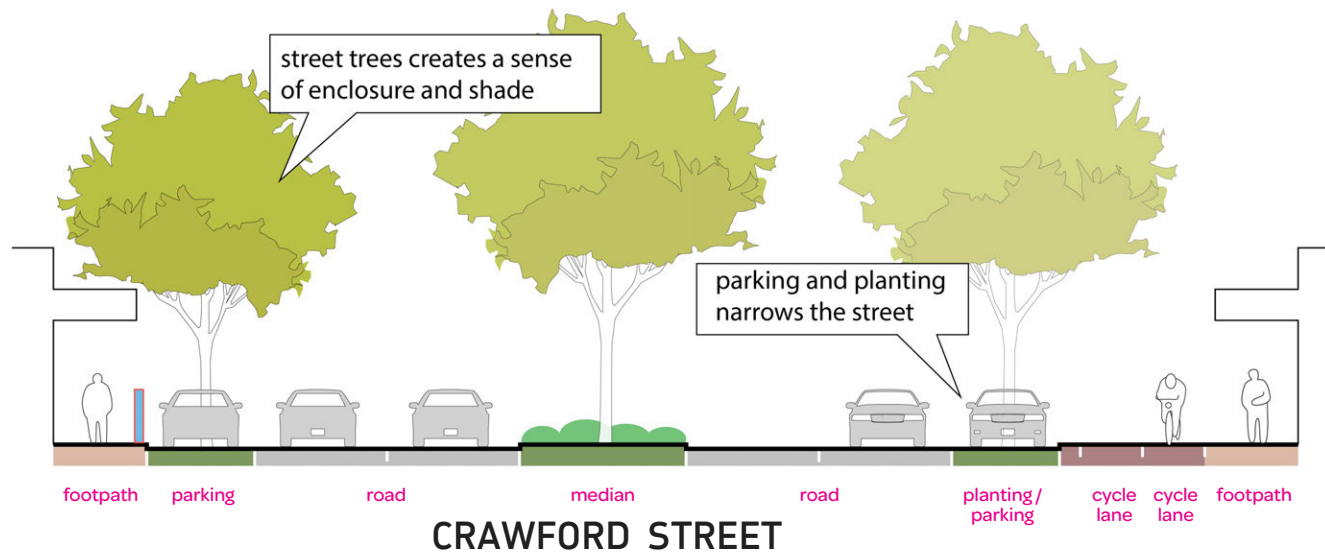 street trees creates a sense
of enclosure and shade
parking and planting
narrows the street
footpath
parking
road
median
road
planting/
parking
cycle
lane
cycle
lane
footpath
CRAWFORD STREET